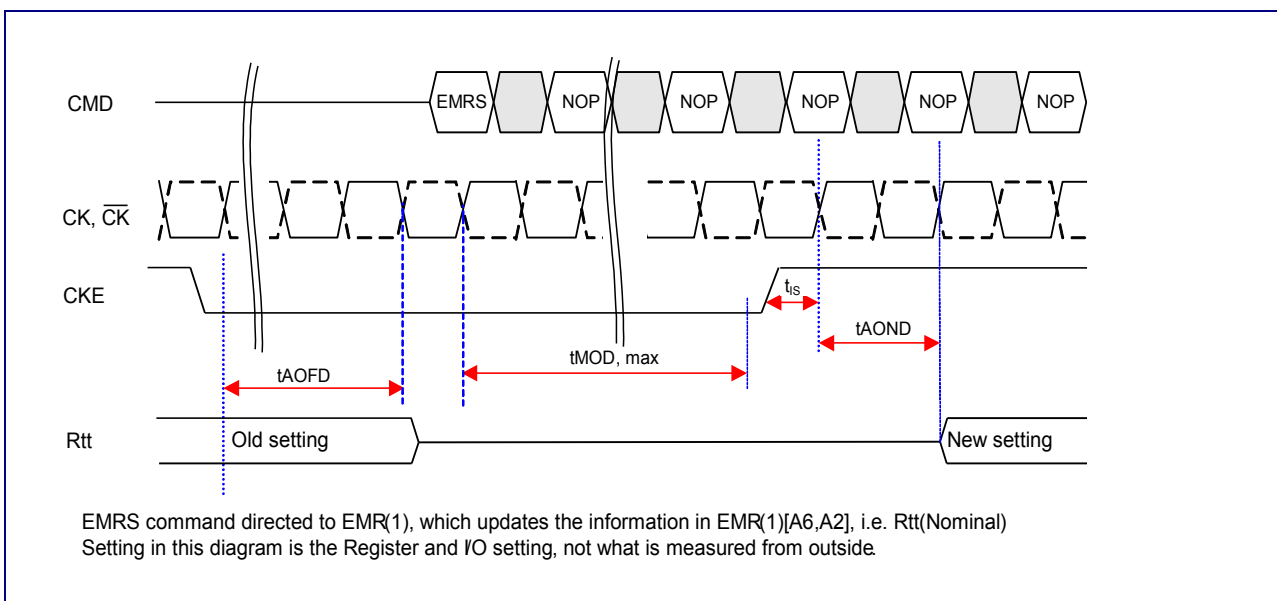 CMD
EMRS NOP NOP NOP NOP NOP
CK, CK
CKE
tIS
tAOND
tMOD, max
tAOFD
Rtt
Old setting
New setting
EMRS command directed to EMR(1), which updates the information in EMR(1)[A6,A2], i.e. Rtt(Nominal)
Setting in this diagram is the Register and I/O setting, not what is measured from outside.